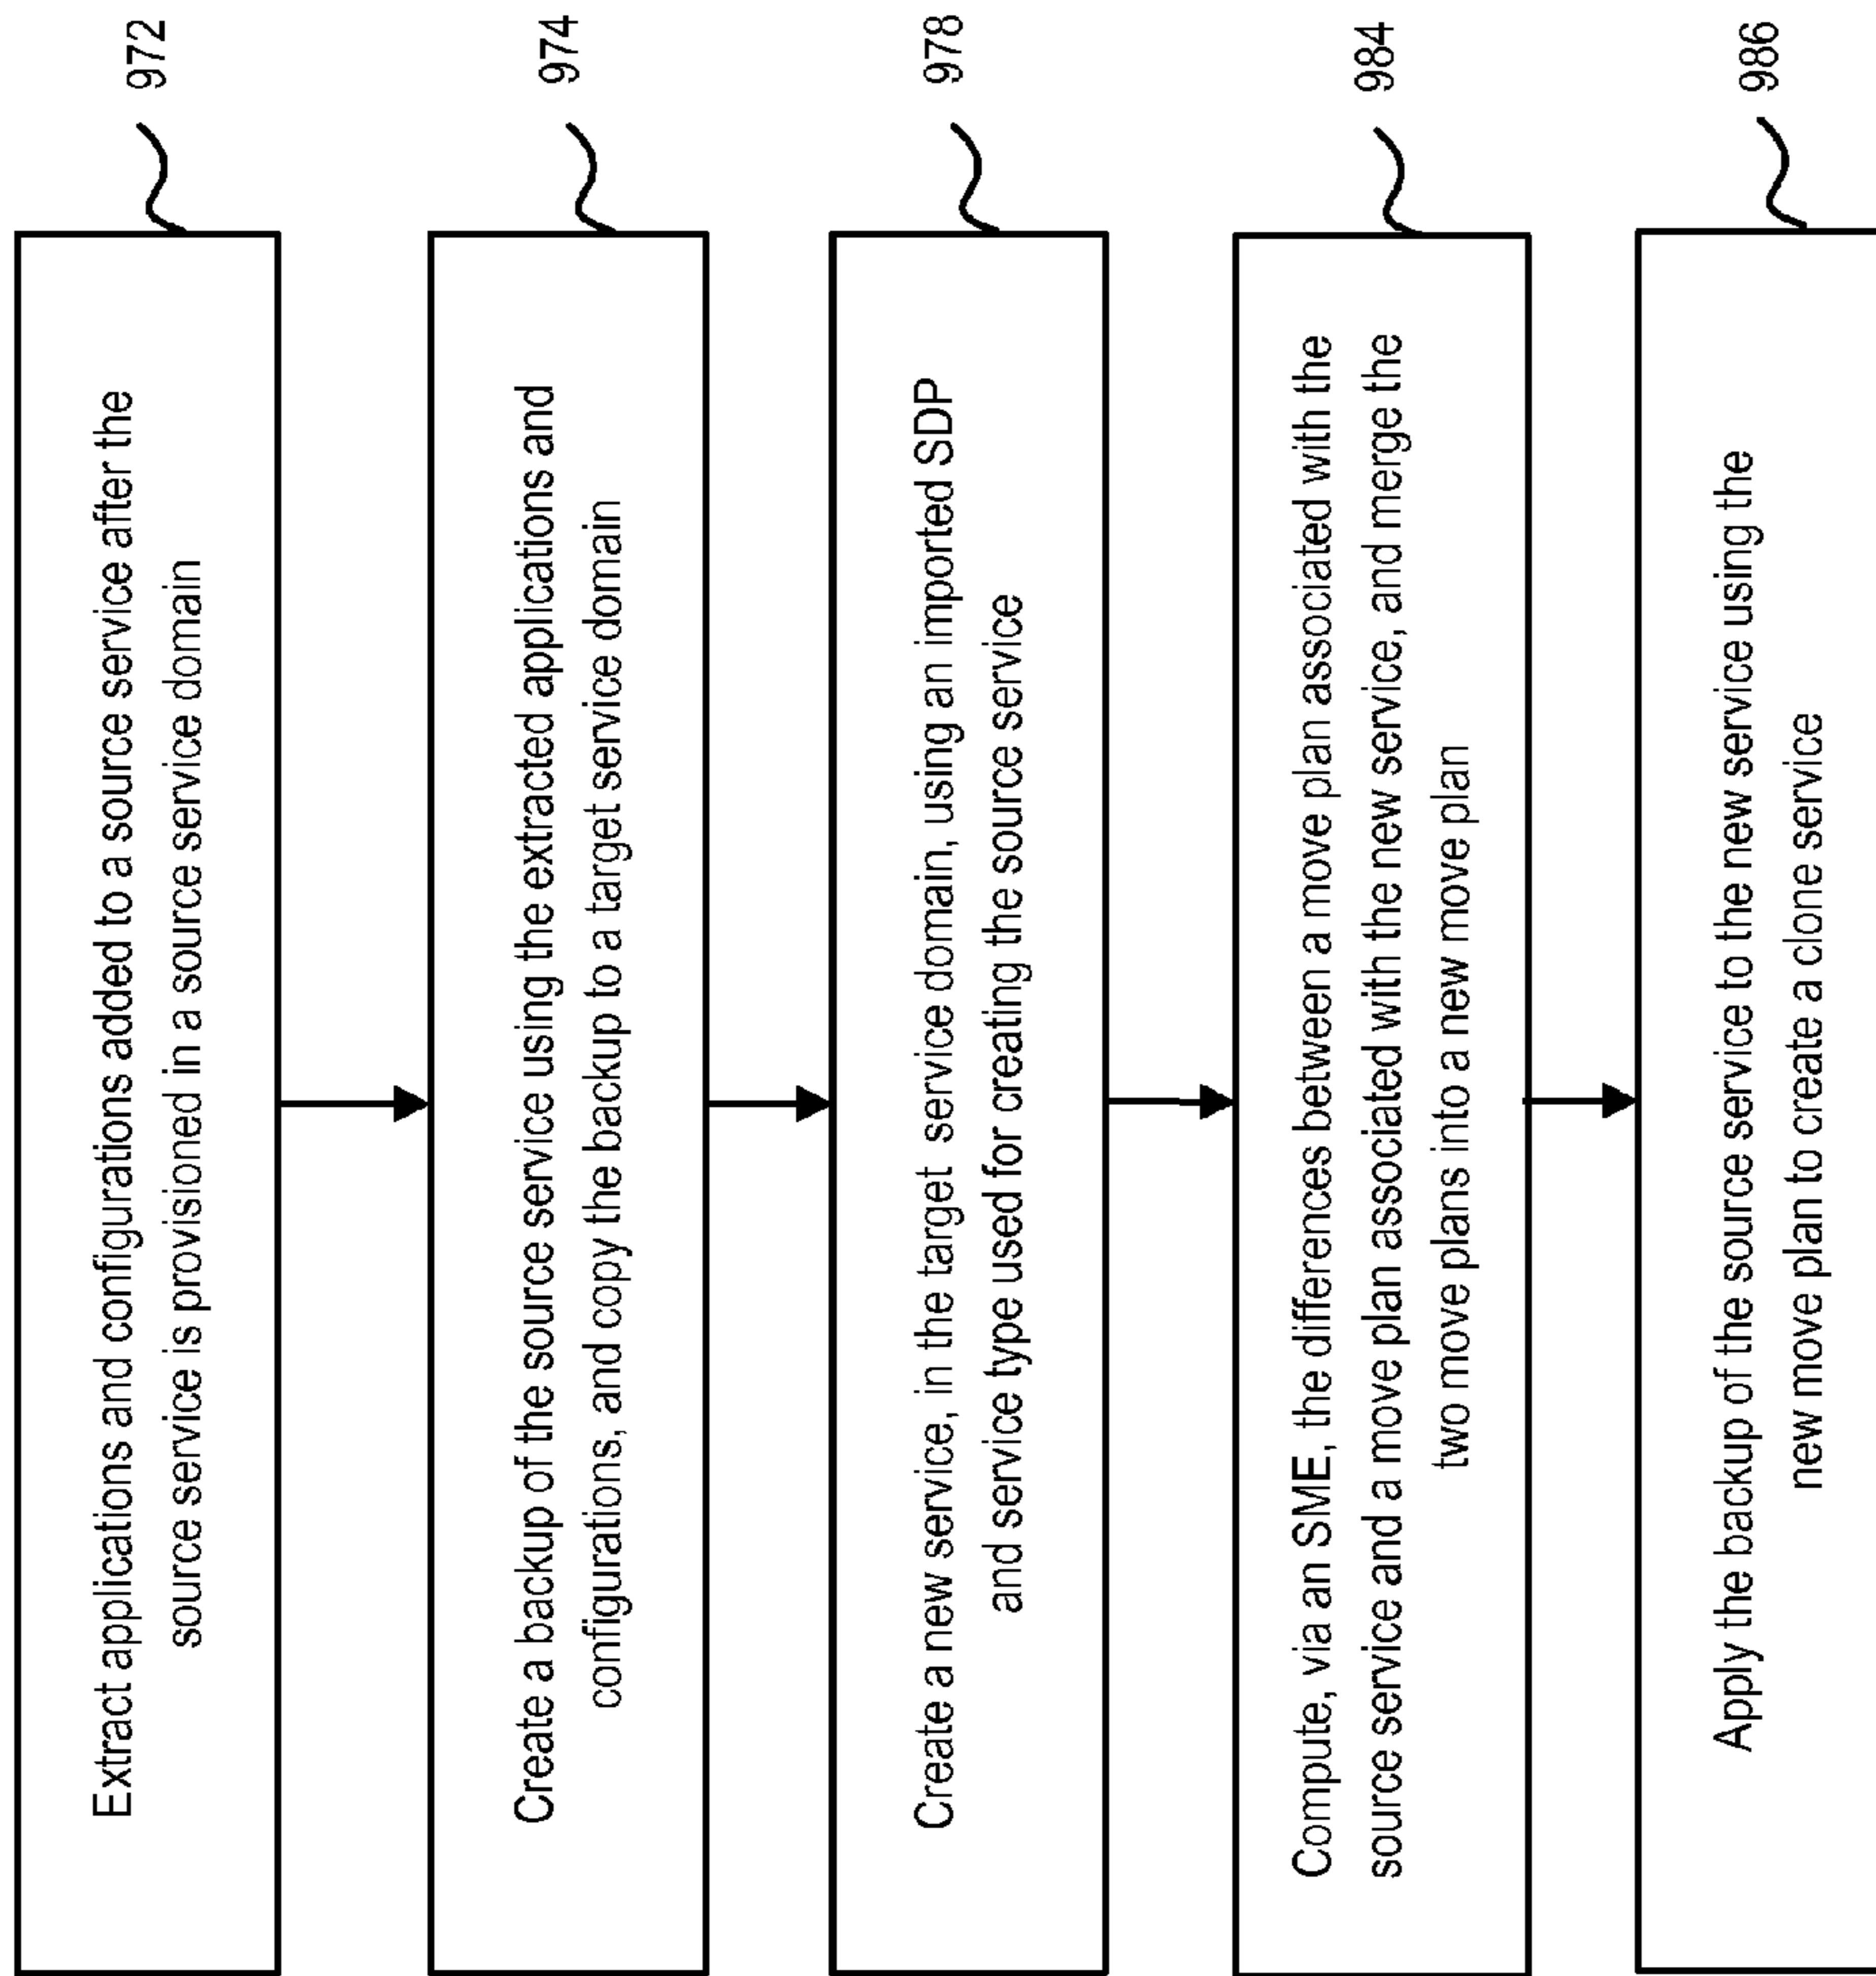 Extract applications and configurations added to a source service after the
source service is provisioned in a source service domain
972
Create a backup of the source service using the extracted applications and
configurations, and copy the backup to a target service domain
974
Create a new service, in the target service domain, using an imported SDP
and service type used for creating the source service
978
Compute, via an SME, the differences between a move plan associated with the
source service and a move plan associated with the new service, and merge the
two move plans into a new move plan
984
Apply the backup of the source service to the new service using the
new move plan to create a clone service
986